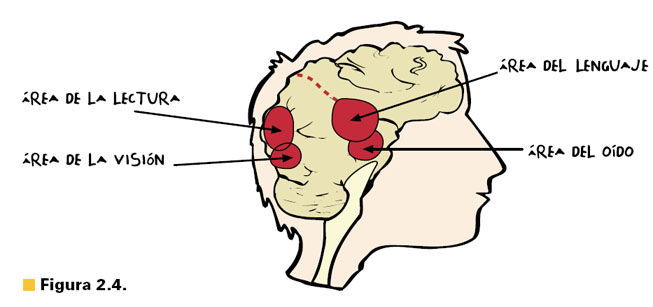 ÁREA DE LA LECTURA
ÁREA DE LA VISIÓN
ÁREA DEL LENGUAJE
ÁREA DEL OÍDO
Figura 2.4.